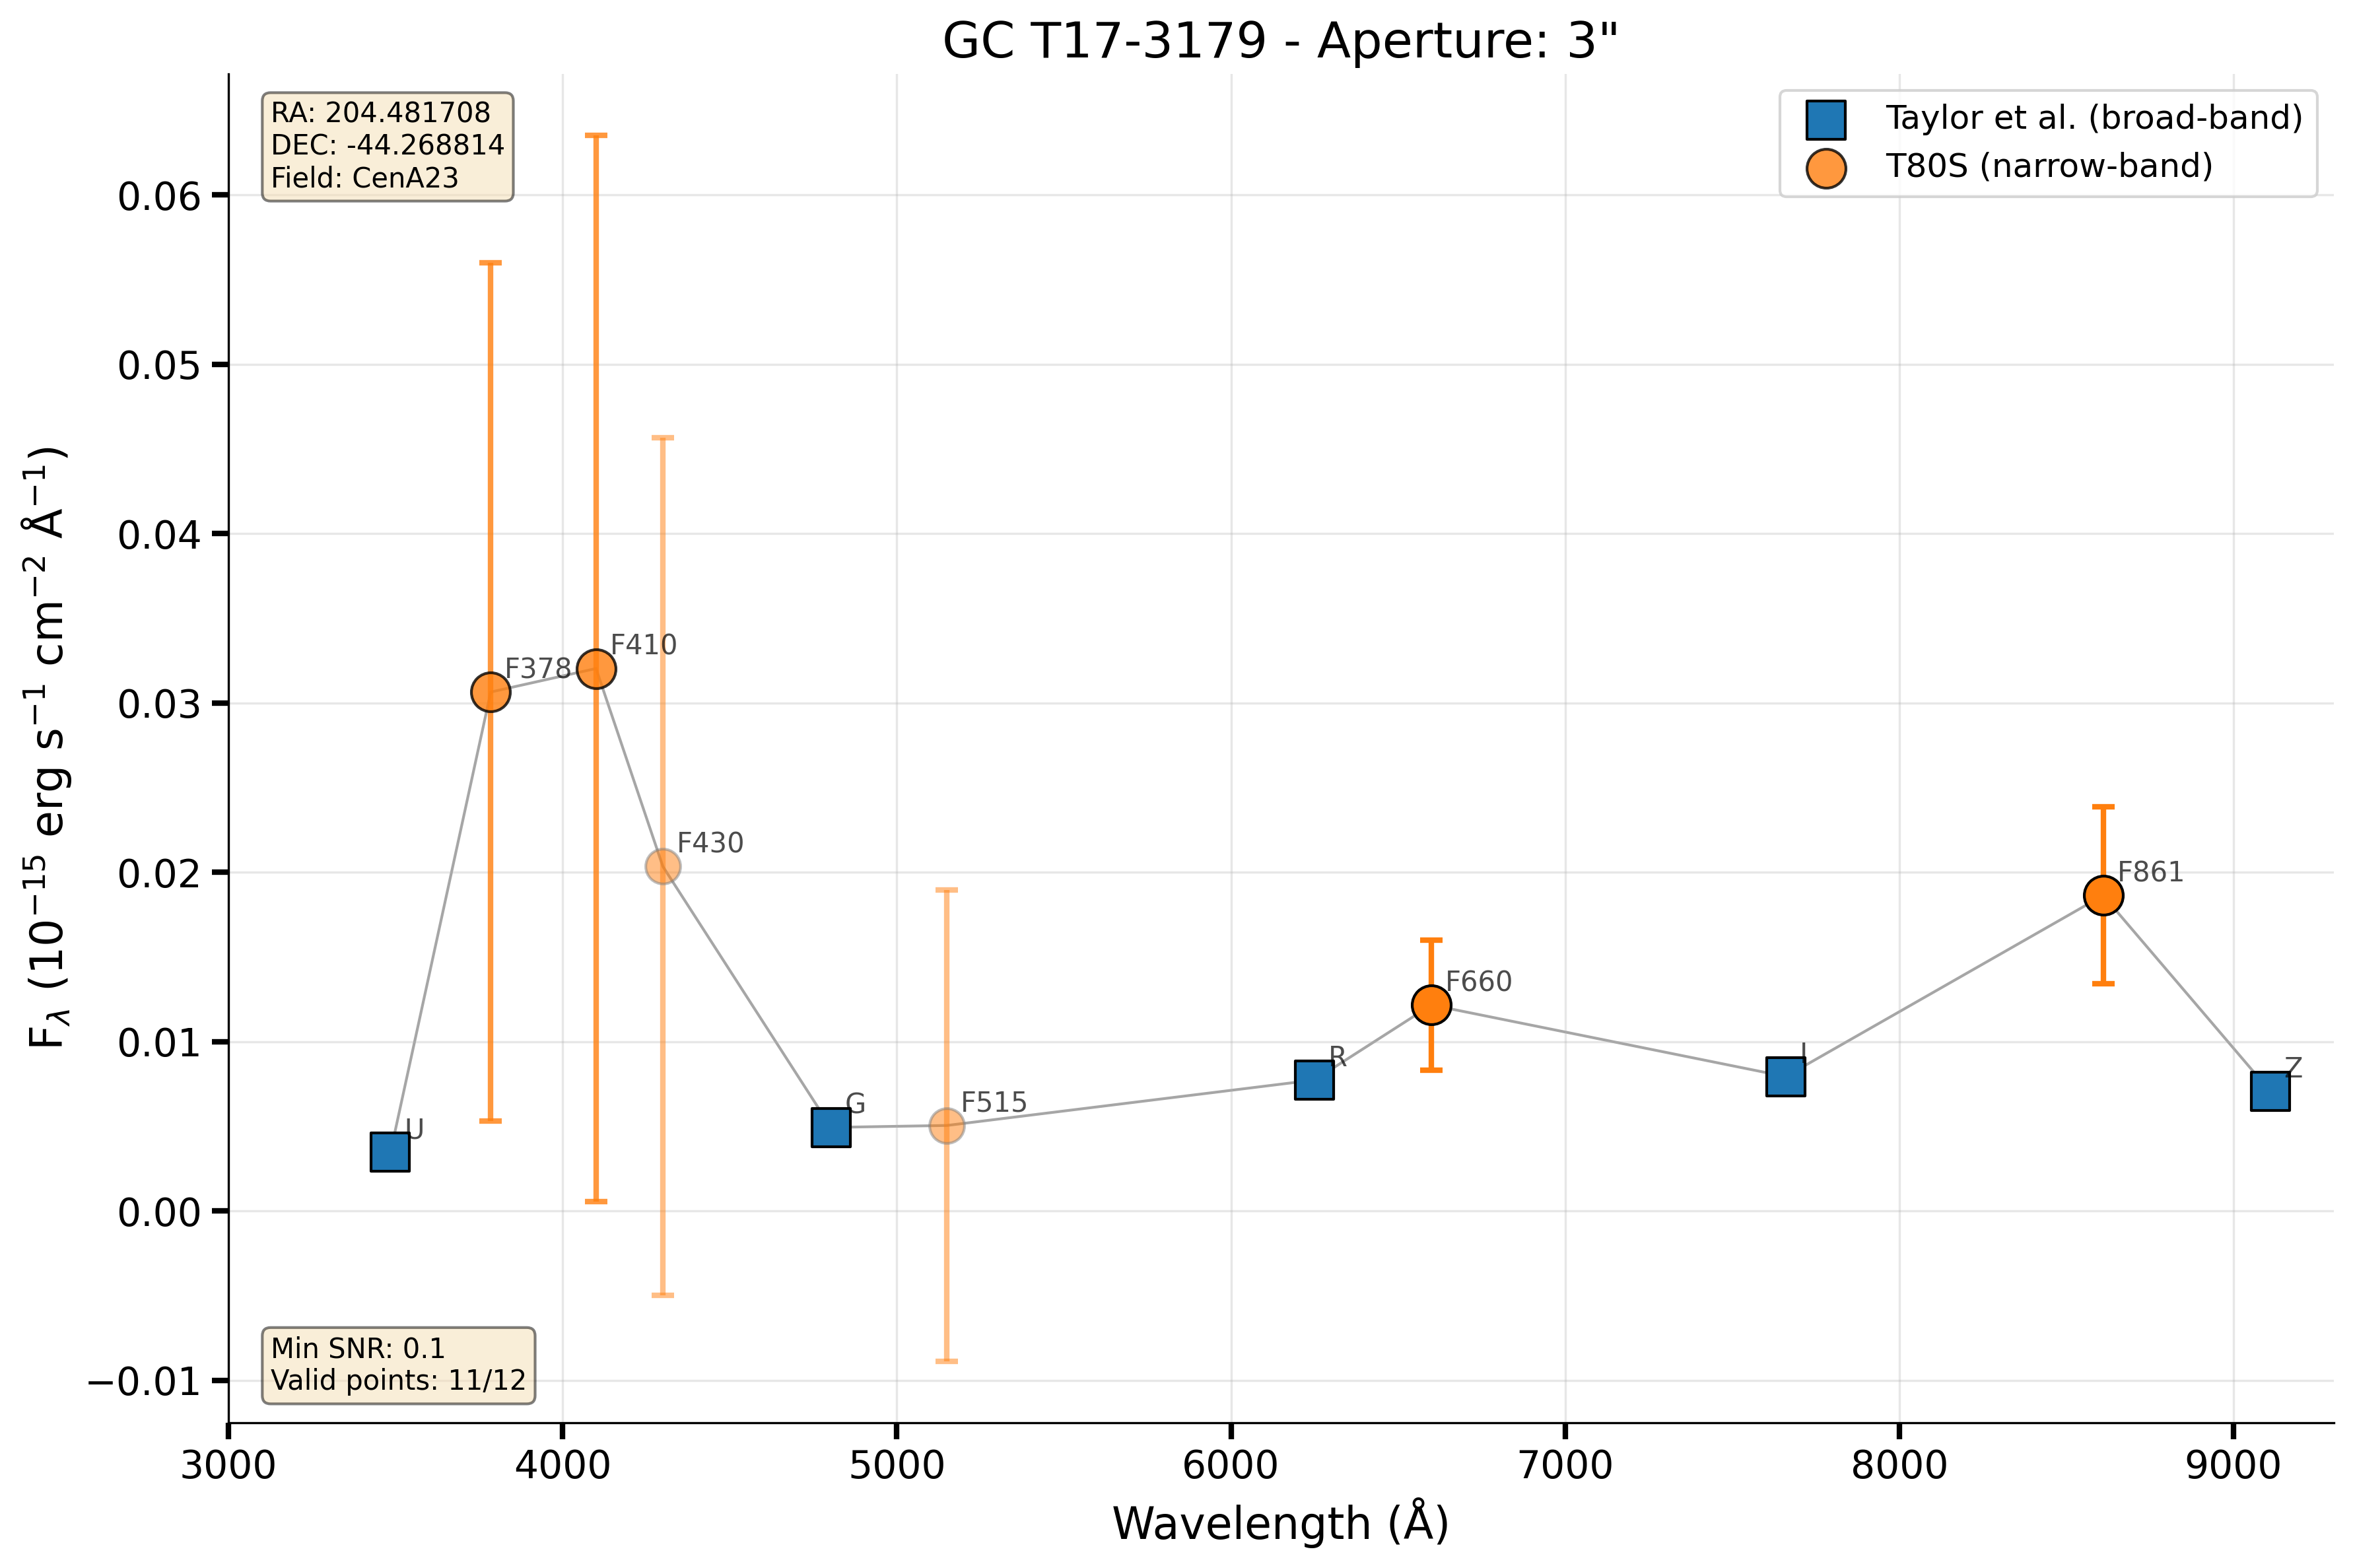 GC T17-3179 - Aperture: 3"
RA: 204.481708
DEC: -44.268814
Field: CenA23
Taylor et al. (broad-band)
T80S (narrow-band)
0.06
0.05
0.04
0.03
0.02
0.01
0.00
−0.01
F_λ (10⁻¹⁵ erg s⁻¹ cm⁻² Å⁻¹)
U
F378
F410
F430
G
F515
R
F660
I
F861
Z
Min SNR: 0.1
Valid points: 11/12
3000 4000 5000 6000 7000 8000 9000
Wavelength (Å)